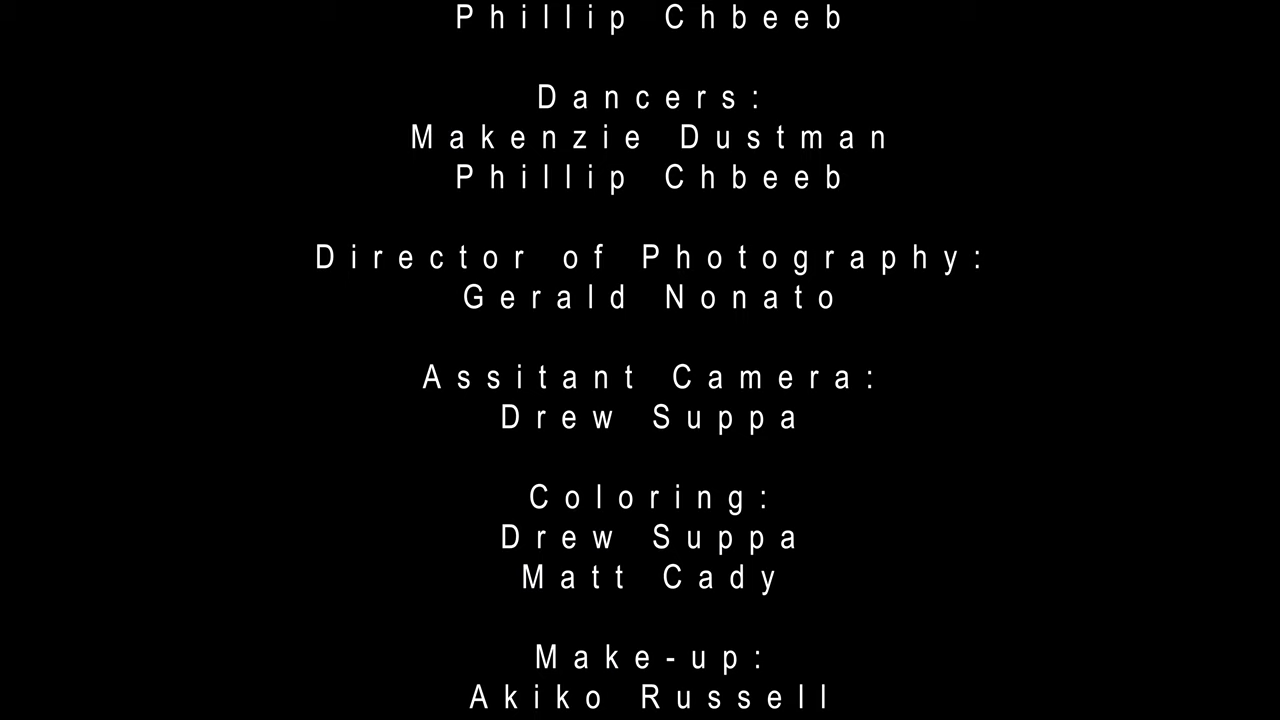 Phillip Chbeeb
Dancers:
Makenzie Dustman
Phillip Chbeeb
Director of Photography:
Gerald Nonato
Assitant Camera:
Drew Suppa
Coloring:
Drew Suppa
Matt Cady
Make-up:
Akiko Russell